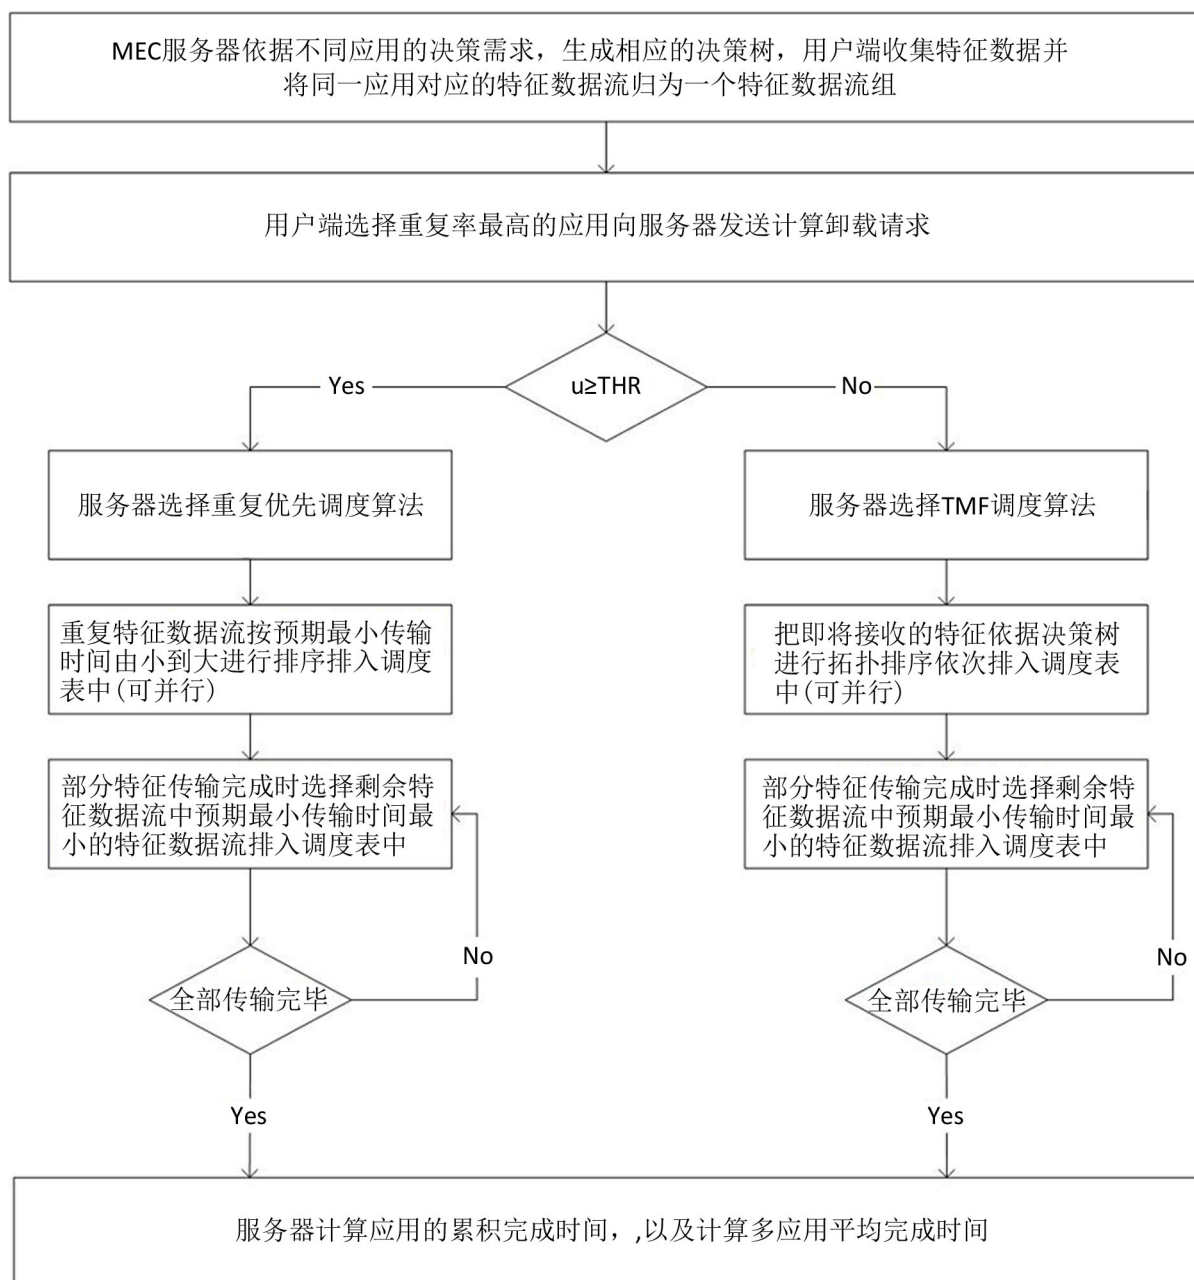 MEC服务器依据不同应用的决策需求，生成相应的决策树，用户端收集特征数据并
将同一应用对应的特征数据流归为一个特征数据流组
用户端选择重复率最高的应用向服务器发送计算卸载请求
u≥THR
Yes
No
服务器选择重复优先调度算法
服务器选择TMF调度算法
重复特征数据流按预期最小传输
时间由小到大进行排序排入调度
表中(可并行)
把即将接收的特征依据决策树
进行拓扑排序依次排入调度表
中(可并行)
部分特征传输完成时选择剩余特
征数据流中预期最小传输时间最
小的特征数据流排入调度表中
部分特征传输完成时选择剩余特
征数据流中预期最小传输时间最
小的特征数据流排入调度表中
No
No
全部传输完毕
全部传输完毕
Yes
Yes
服务器计算应用的累积完成时间，,以及计算多应用平均完成时间